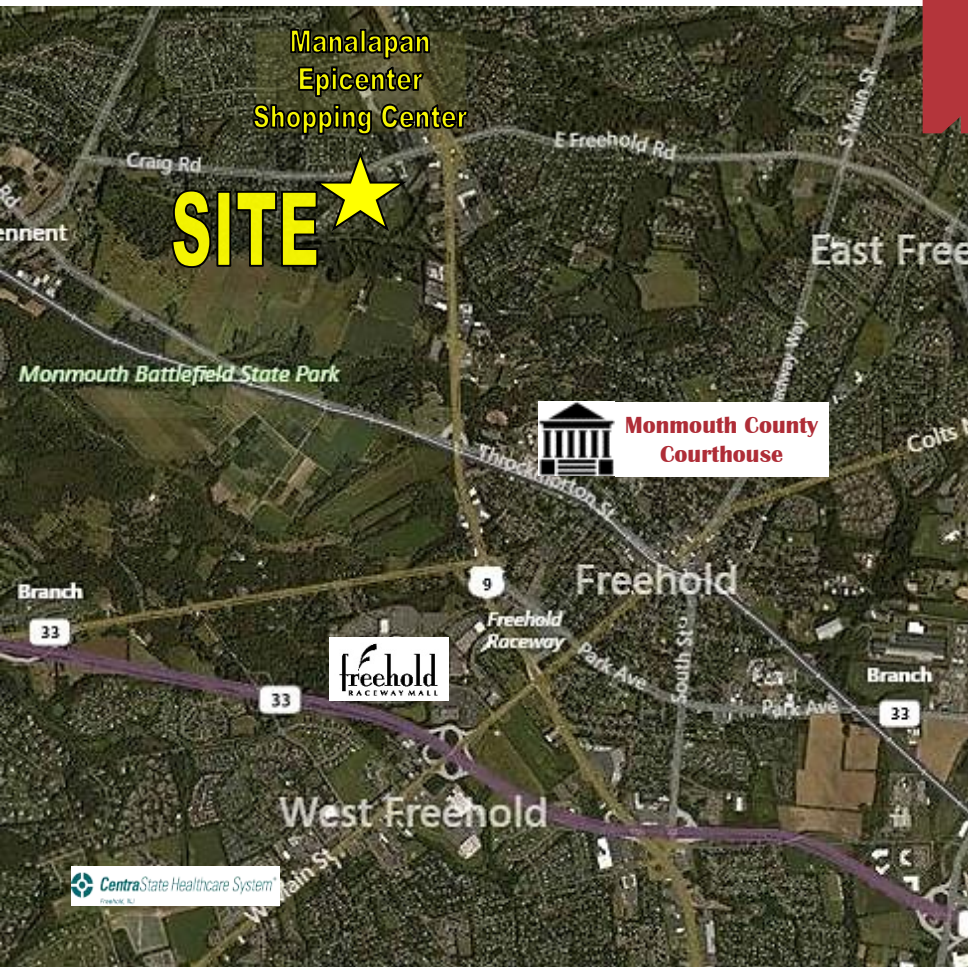 Manalapan
Epicenter
Shopping Center
S Main St
E Freehold Rd
Craig Rd
SITE
Rd
ennent
East Free
Monmouth Battlefield State Park
Monmouth County
Courthouse
Colts
Throckmorton St
Branch
33
9
Freehold
Freehold
Raceway
freehold
RACEWAY MALL
33
Park Ave
South St
Branch
33
Park Ave
West Freehold
CentraState Healthcare System
Freehold, NJ
W Main St